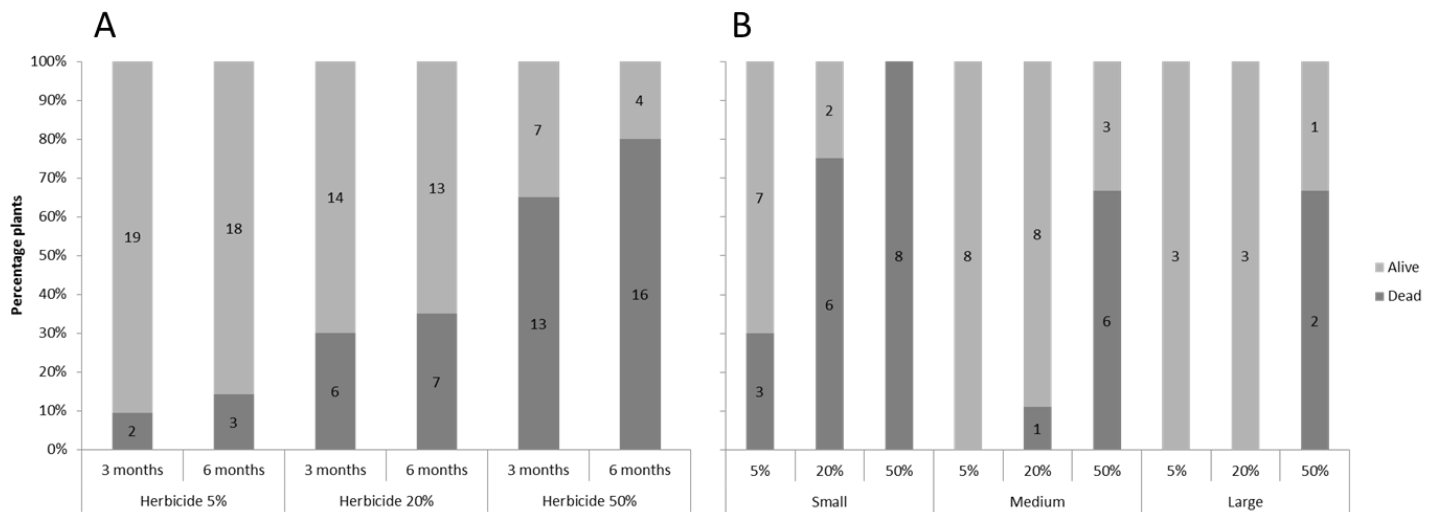 A
B
Percentage plants
100%
90%
80%
70%
60%
50%
40%
30%
20%
10%
0%
19
2
18
3
14
6
13
7
7
13
4
16
3 months
6 months
3 months
6 months
3 months
6 months
Herbicide 5%
Herbicide 20%
Herbicide 50%
7
3
2
6
8
8
8
1
3
6
3
3
1
2
5%
20%
50%
5%
20%
50%
5%
20%
50%
Small
Medium
Large
Alive
Dead